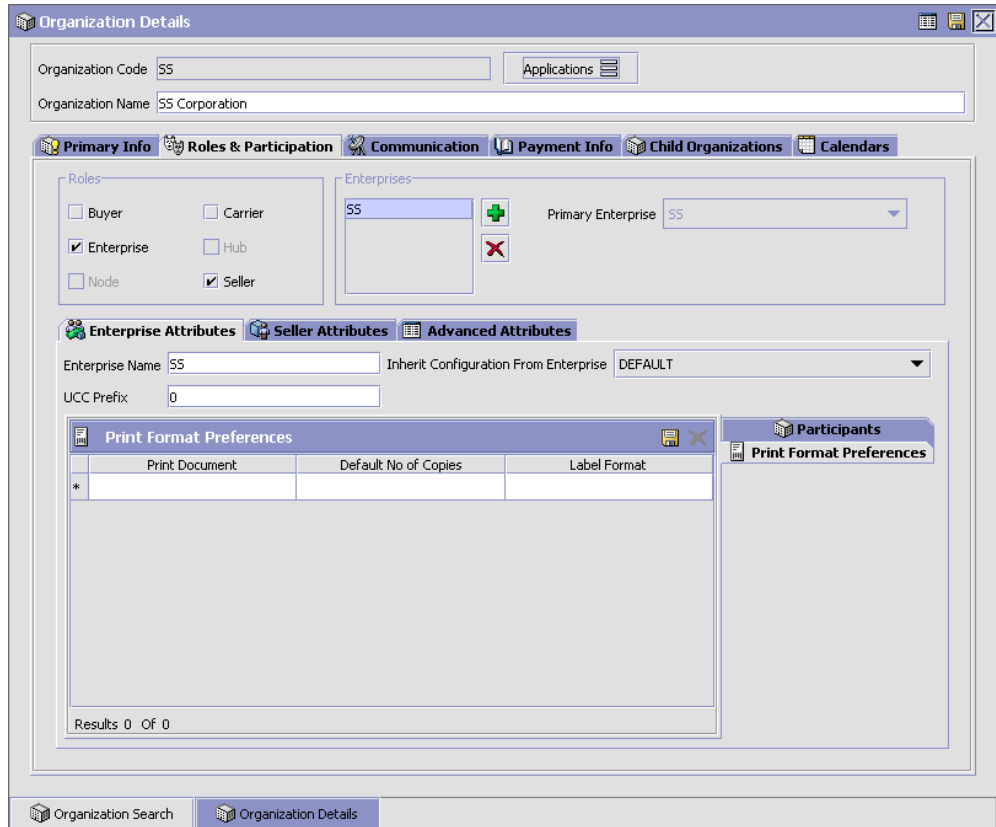 Organization Details
Organization Code SS Applications
Organization Name SS Corporation
Primary Info Roles & Participation Communication Payment Info Child Organizations Calendars
Roles Enterprises
Buyer Carrier SS Primary Enterprise SS
Enterprise Hub
Node Seller
Enterprise Attributes Seller Attributes Advanced Attributes
Enterprise Name SS Inherit Configuration From Enterprise DEFAULT
UCC Prefix 0
Print Format Preferences Participants
Print Format Preferences
Print Document Default No of Copies Label Format
*
Results 0 Of 0
Organization Search Organization Details